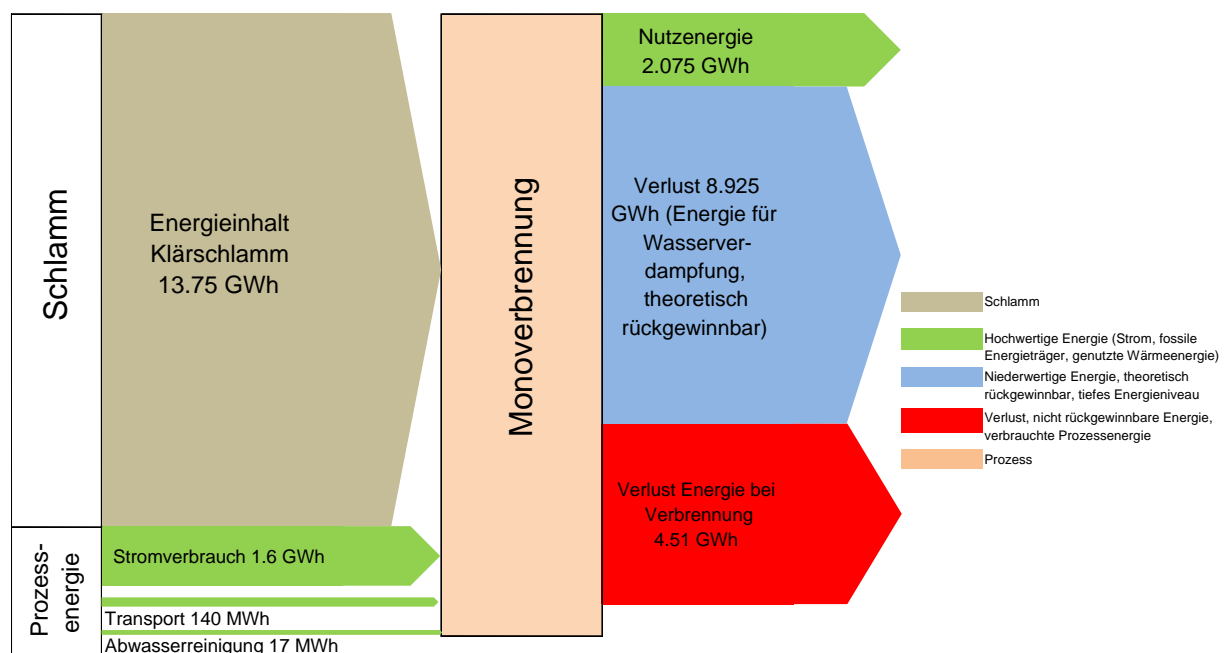 Schlamm
Energieinhalt
Klärschlamm
13.75 GWh
Prozess-
energie
Stromverbrauch 1.6 GWh
Transport 140 MWh
Abwasserreinigung 17 MWh
Monoverbrennung
Nutzenergie
2.075 GWh
Verlust 8.925
GWh (Energie für
Wasserver-
dampfung,
theoretisch
rückgewinnbar)
Verlust Energie bei
Verbrennung
4.51 GWh
Schlamm
Hochwertige Energie (Strom, fossile
Energieträger, genutzte Wärmeenergie)
Niederwertige Energie, theoretisch
rückgewinnbar, tiefes Energieniveau
Verlust, nicht rückgewinnbare Energie,
verbrauchte Prozessenergie
Prozess